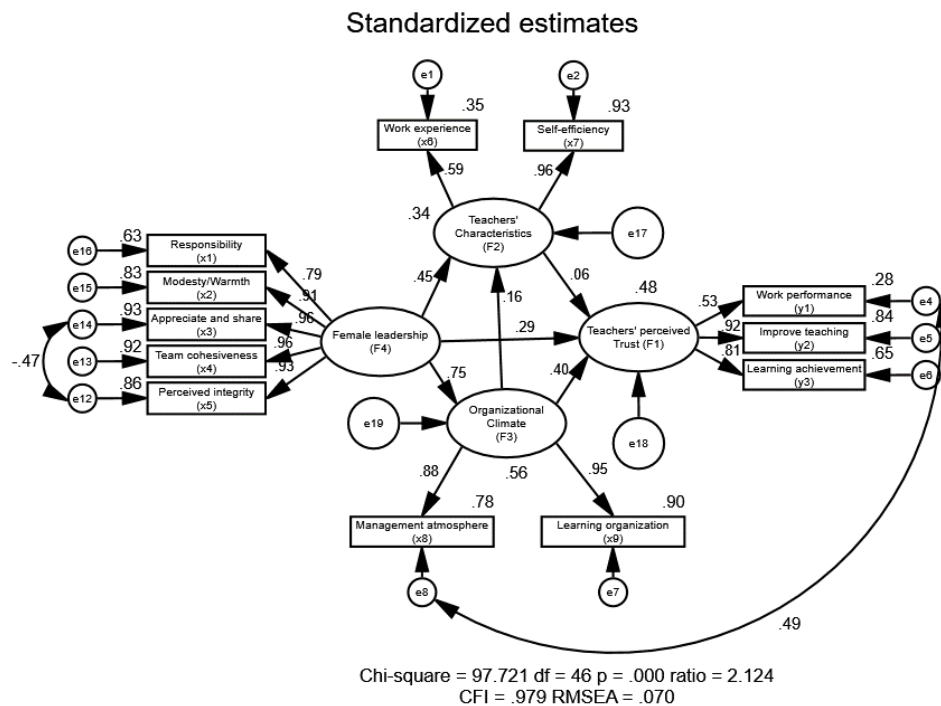 Standardized estimates
e1
e2
.35
.93
Work experience
(x6)
Self-efficiency
(x7)
.59
.96
.34
Teachers'
Characteristics
(F2)
e17
e16
.63
Responsibility
(x1)
.79
e15
.83
Modesty/Warmth
(x2)
.91
e14
.93
Appreciate and share
(x3)
.96
-.47
e13
.92
Team cohesiveness
(x4)
.96
e12
.86
Perceived integrity
(x5)
.93
Female leadership
(F4)
.45
.16
.06
.29
.75
.40
.48
Teachers' perceived
Trust (F1)
.53
.92
.81
.28
Work performance
(y1)
e4
.84
Improve teaching
(y2)
e5
.65
Learning achievement
(y3)
e6
e19
Organizational
Climate
(F3)
e18
.56
.88
.95
.78
.90
Management atmosphere
(x8)
Learning organization
(x9)
e8
e7
.49
Chi-square = 97.721 df = 46 p = .000 ratio = 2.124
CFI = .979 RMSEA = .070